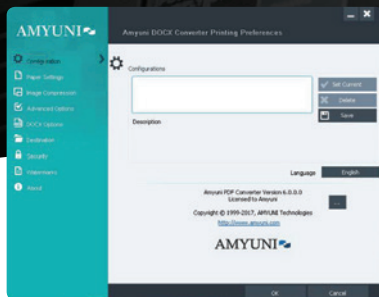 AMYUNI
Amyuni DOCX Converter Printing Preferences
Configuration
Paper Settings
Image Compression
Advanced Options
DOCX Options
Destination
Security
Watermarks
About
Configurations
Set Current
Delete
Save
Description
Language
English
Amyuni PDF Converter Version 6.0.0.0
Licensed to Amyuni
...
Copyright © 1999-2017, AMYUNI Technologies
http://www.amyuni.com
AMYUNI
OK
Cancel